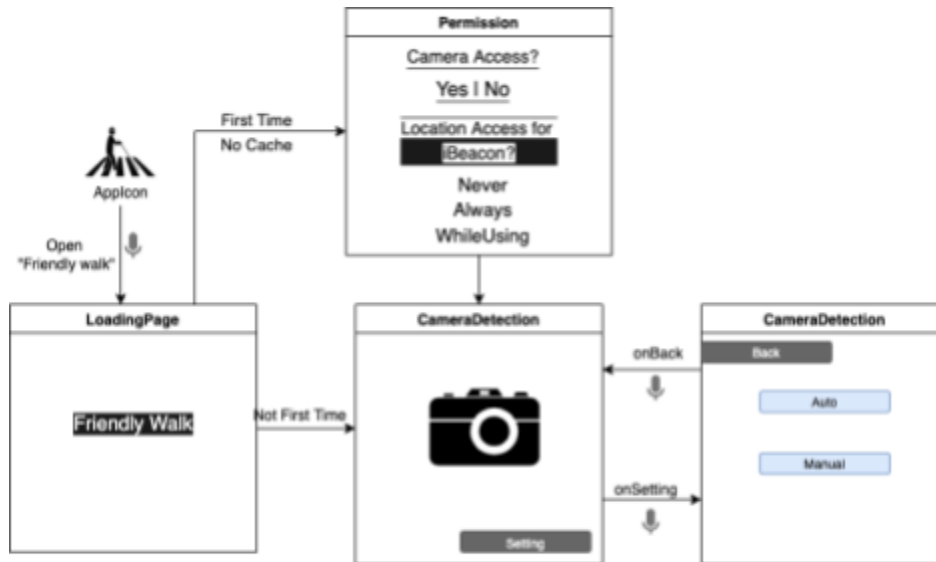 Permission
Camera Access?
Yes | No
Location Access for
iBeacon?
Never
Always
WhileUsing
First Time
No Cache
AppIcon
Open
"Friendly walk"
LoadingPage
Friendly Walk
Not First Time
CameraDetection
Setting
onBack
onSetting
CameraDetection
Back
Auto
Manual